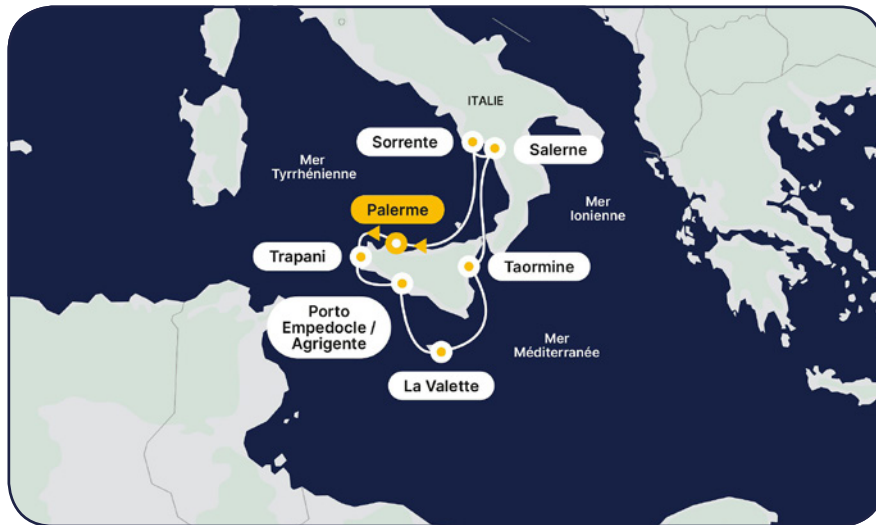 ITALIE
Sorrente
Salerne
Mer
Tyrrhénienne
Mer
Ionienne
Palerme
Trapani
Taormine
Porto
Empedocle /
Agrigente
Mer
Méditerranée
La Valette